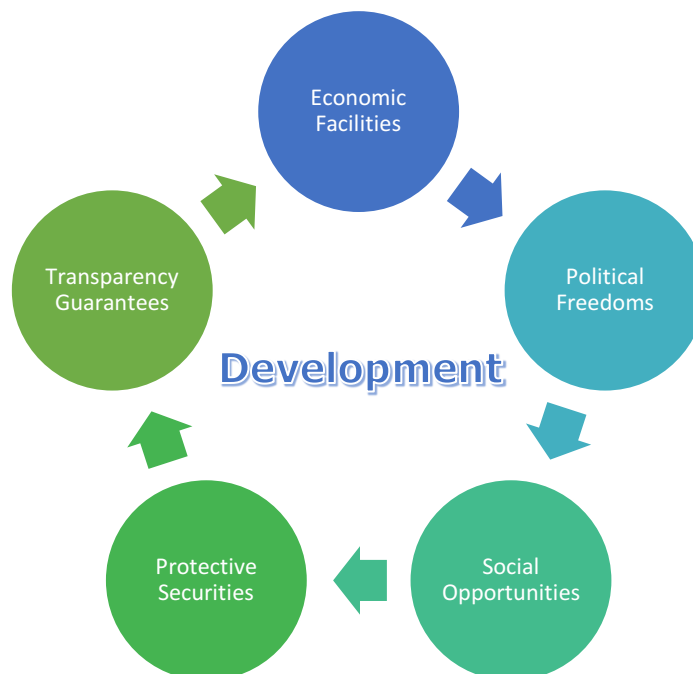 Economic
Facilities
Political
Freedoms
Social
Opportunities
Protective
Securities
Transparency
Guarantees
Development